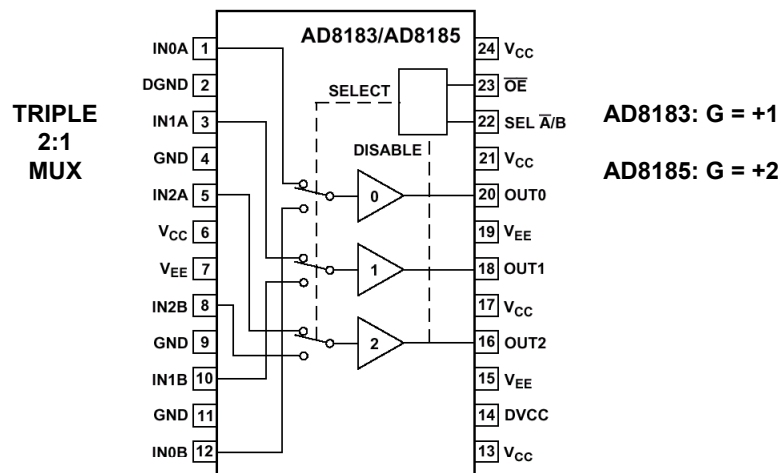 AD8183/AD8185
TRIPLE
2:1
MUX
IN0A 1
DGND 2
IN1A 3
GND 4
IN2A 5
VCC 6
VEE 7
IN2B 8
GND 9
IN1B 10
GND 11
IN0B 12
SELECT
DISABLE
0
1
2
24 VCC
23 OE
22 SEL A/B
21 VCC
20 OUT0
19 VEE
18 OUT1
17 VCC
16 OUT2
15 VEE
14 DVCC
13 VCC
AD8183: G = +1
AD8185: G = +2